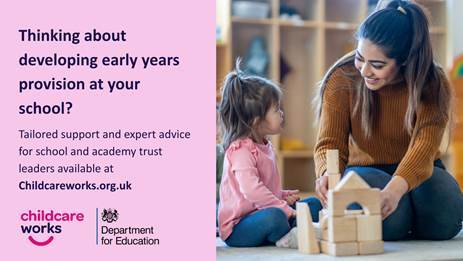 Thinking about
developing early years
provision at your
school?
Tailored support and expert advice
for school and academy trust
leaders available at
Childcareworks.org.uk
childcare
works
Department
for Education